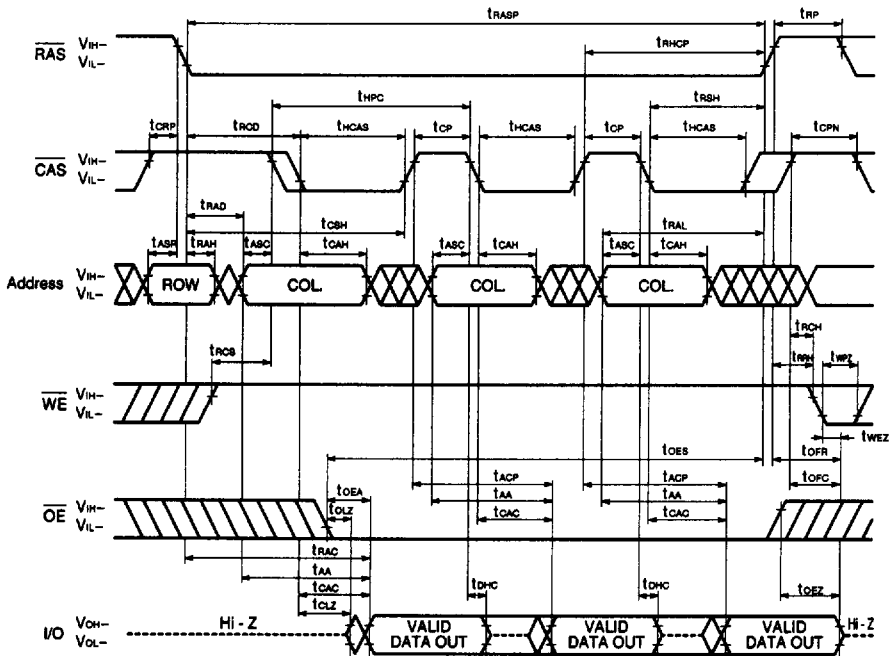 tRASP tRP
RAS VIH–
VIL–
tRHCP
tHPC tRSH
tCRP tRCD tHCAS tCP tHCAS tCP tHCAS tCPN
CAS VIH–
VIL–
tRAD
tCSH tRAL
tASR tRAH tASC tCAH tASC tCAH tASC tCAH
Address VIH–
VIL–
ROW COL. COL. COL.
tRCS tRCH
tRRH tWPZ
WE VIH–
VIL–
tWEZ
tOES tOFR
tOEA tACP tACP tOFC
tOLZ tAA tAA
OE VIH–
VIL–
tCAC tCAC
tRAC
tAA
tCAC tOEZ
tCLZ tDHC tDHC
I/O VOH–
VOL–
Hi - Z VALID DATA OUT VALID DATA OUT VALID DATA OUT Hi - Z